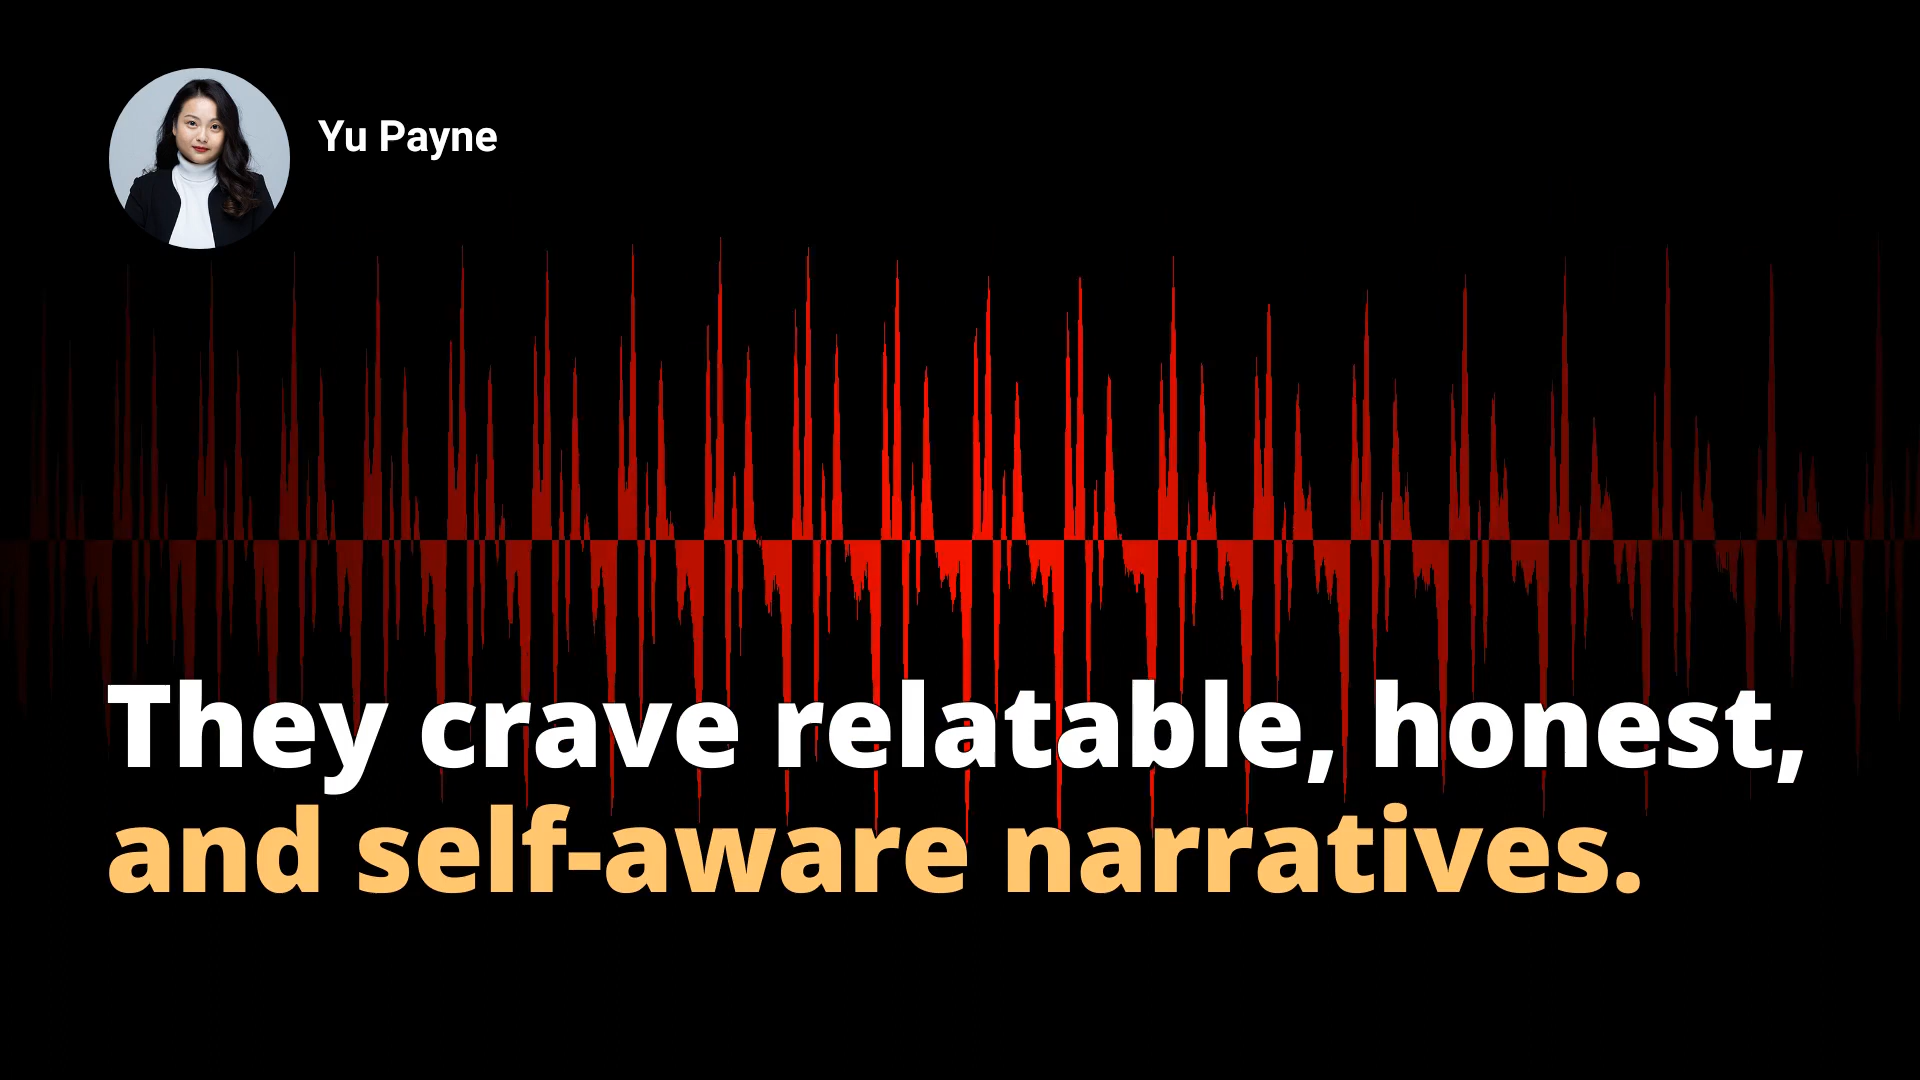 Yu Payne
They crave relatable, honest,
and self-aware narratives.